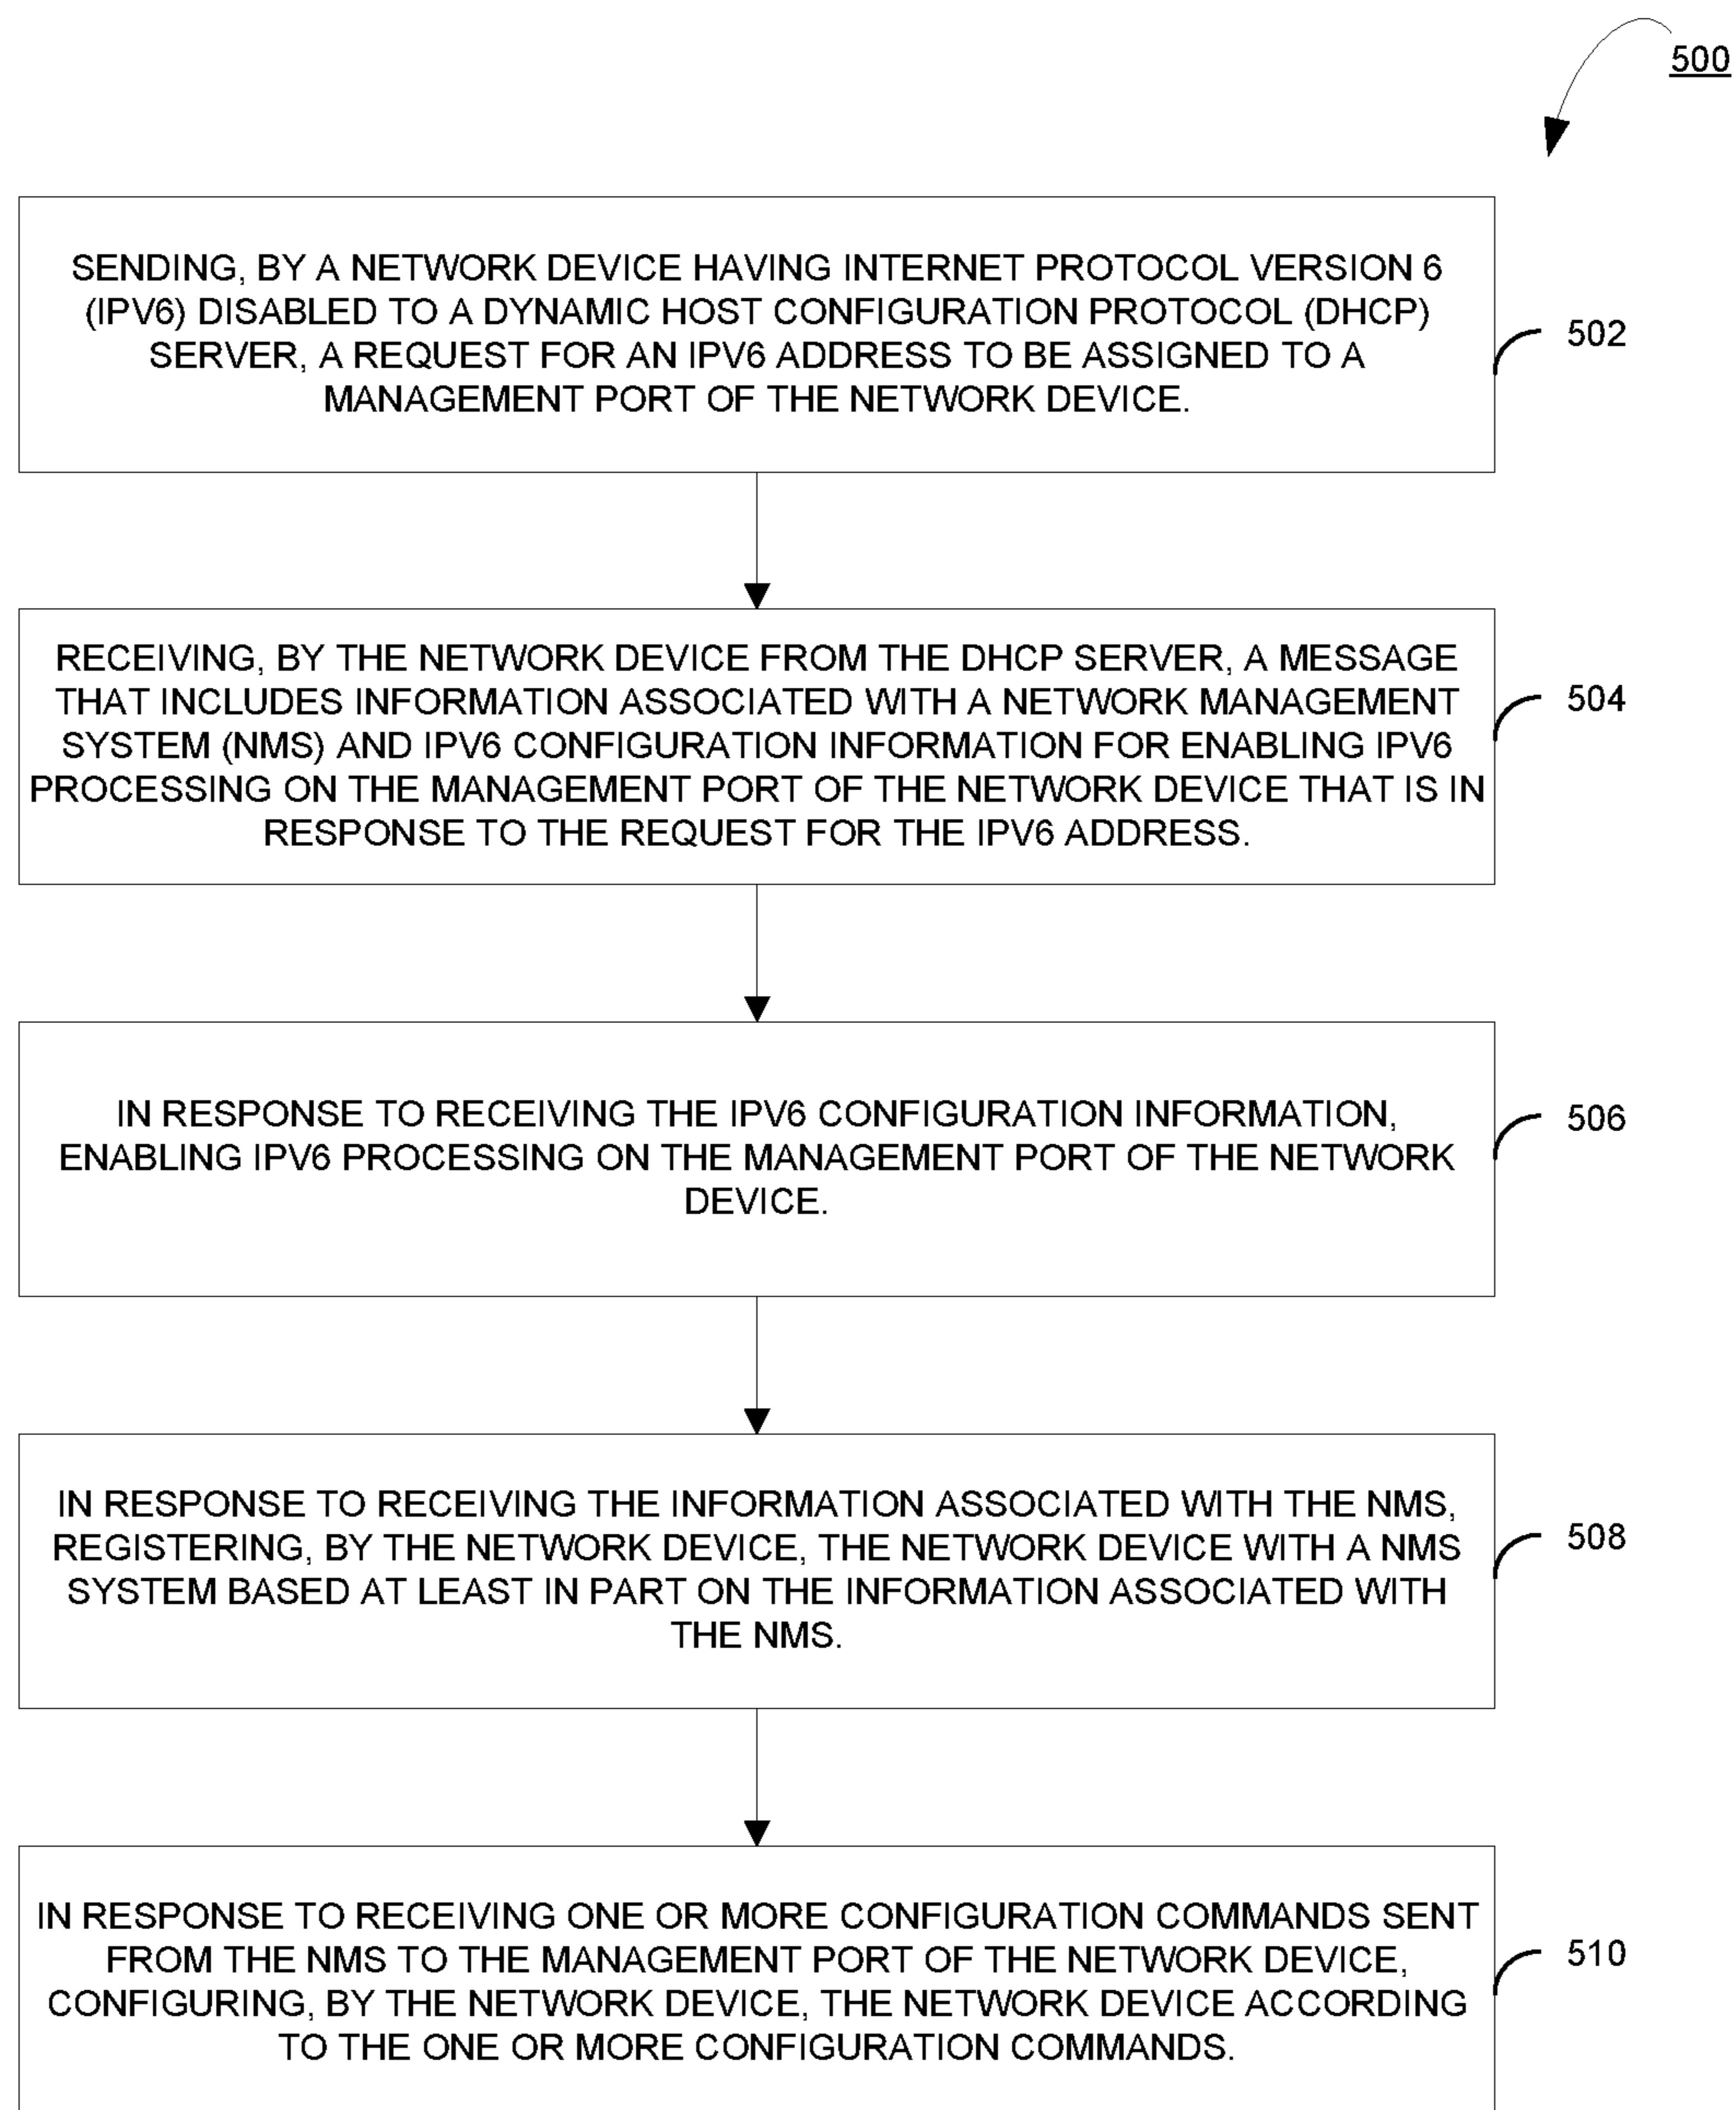 500
SENDING, BY A NETWORK DEVICE HAVING INTERNET PROTOCOL VERSION 6
(IPV6) DISABLED TO A DYNAMIC HOST CONFIGURATION PROTOCOL (DHCP)
SERVER, A REQUEST FOR AN IPV6 ADDRESS TO BE ASSIGNED TO A
MANAGEMENT PORT OF THE NETWORK DEVICE.
502
RECEIVING, BY THE NETWORK DEVICE FROM THE DHCP SERVER, A MESSAGE
THAT INCLUDES INFORMATION ASSOCIATED WITH A NETWORK MANAGEMENT
SYSTEM (NMS) AND IPV6 CONFIGURATION INFORMATION FOR ENABLING IPV6
PROCESSING ON THE MANAGEMENT PORT OF THE NETWORK DEVICE THAT IS IN
RESPONSE TO THE REQUEST FOR THE IPV6 ADDRESS.
504
IN RESPONSE TO RECEIVING THE IPV6 CONFIGURATION INFORMATION,
ENABLING IPV6 PROCESSING ON THE MANAGEMENT PORT OF THE NETWORK
DEVICE.
506
IN RESPONSE TO RECEIVING THE INFORMATION ASSOCIATED WITH THE NMS,
REGISTERING, BY THE NETWORK DEVICE, THE NETWORK DEVICE WITH A NMS
SYSTEM BASED AT LEAST IN PART ON THE INFORMATION ASSOCIATED WITH
THE NMS.
508
IN RESPONSE TO RECEIVING ONE OR MORE CONFIGURATION COMMANDS SENT
FROM THE NMS TO THE MANAGEMENT PORT OF THE NETWORK DEVICE,
CONFIGURING, BY THE NETWORK DEVICE, THE NETWORK DEVICE ACCORDING
TO THE ONE OR MORE CONFIGURATION COMMANDS.
510